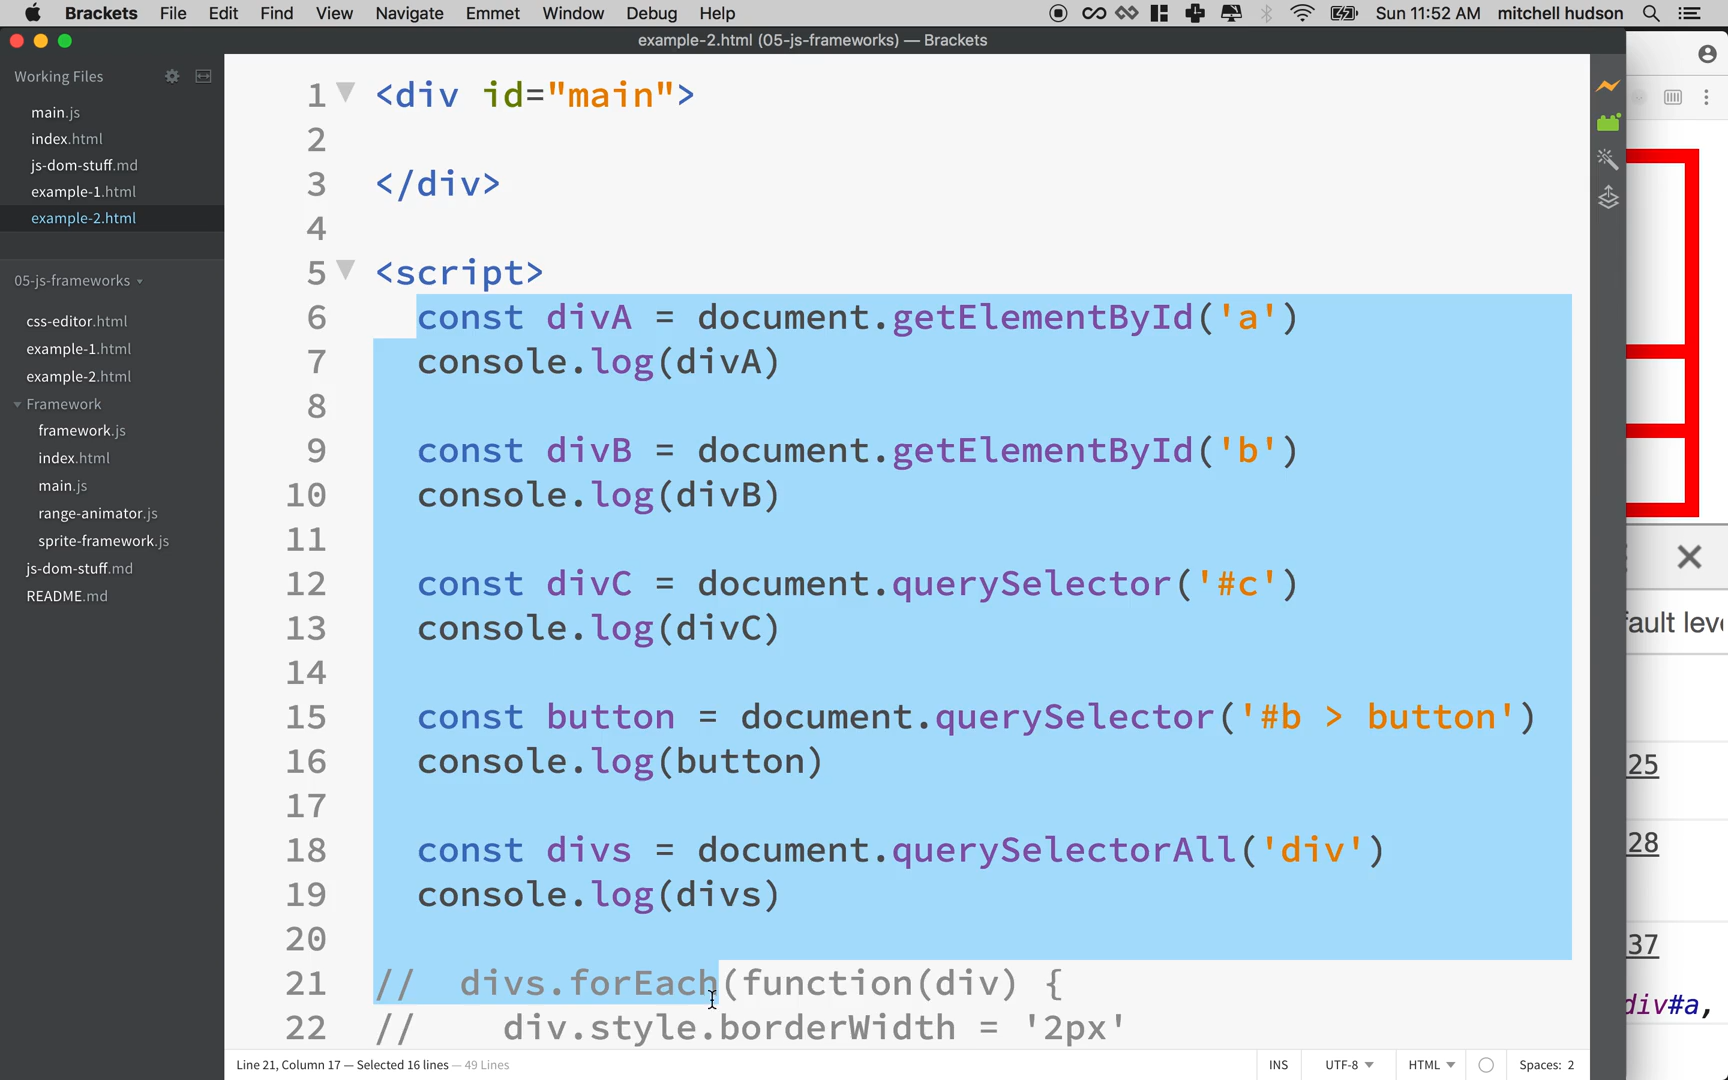 Brackets File Edit Find View Navigate Emmet Window Debug Help Sun 11:52 AM mitchell hudson
example-2.html (05-js-frameworks) — Brackets
Working Files
main.js
index.html
js-dom-stuff.md
example-1.html
example-2.html
05-js-frameworks
css-editor.html
example-1.html
example-2.html
Framework
framework.js
index.html
main.js
range-animator.js
sprite-framework.js
js-dom-stuff.md
README.md
1 <div id="main">
2
3 </div>
4
5 <script>
6 const divA = document.getElementById('a')
7 console.log(divA)
8
9 const divB = document.getElementById('b')
10 console.log(divB)
11
12 const divC = document.querySelector('#c')
13 console.log(divC)
14
15 const button = document.querySelector('#b > button')
16 console.log(button)
17
18 const divs = document.querySelectorAll('div')
19 console.log(divs)
20
21 // divs.forEach(function(div) {
22 // div.style.borderWidth = '2px'
fault leve
25
28
37
div#a,
Line 21, Column 17 — Selected 16 lines — 49 Lines
INS UTF-8 HTML Spaces: 2